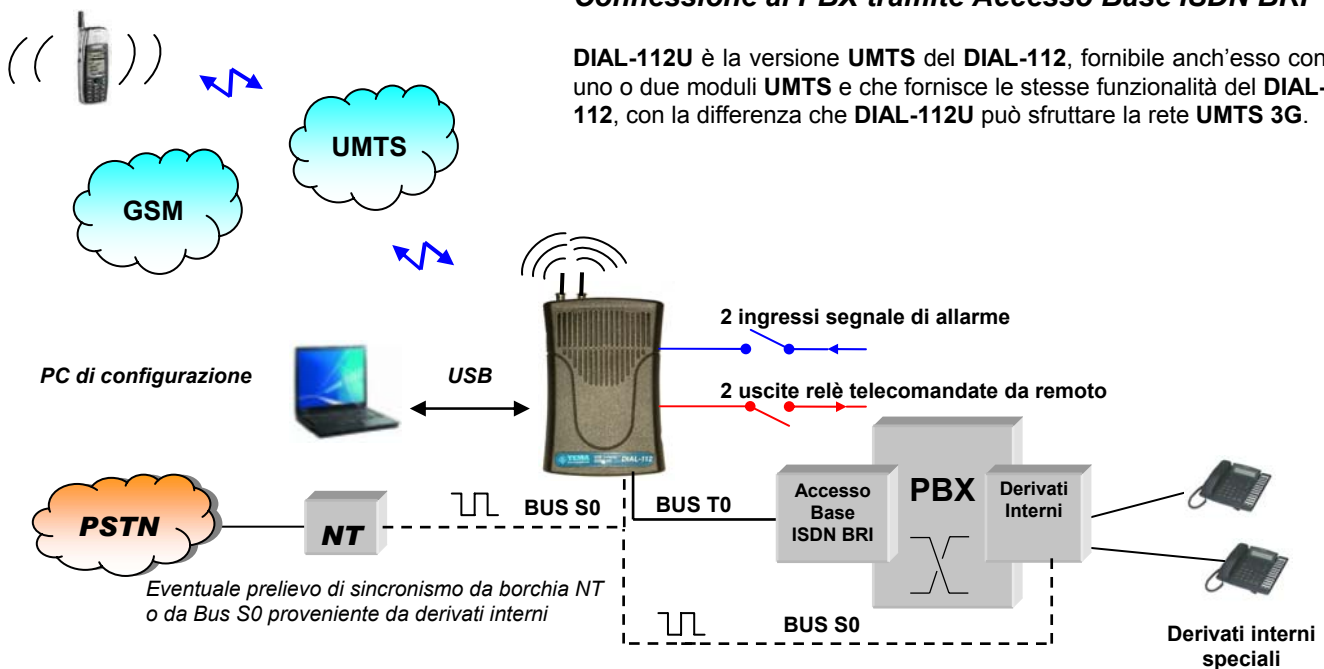 Connessione al PBX tramite Accesso Base ISDN BRI
DIAL-112U è la versione UMTS del DIAL-112, fornibile anch'esso con
uno o due moduli UMTS e che fornisce le stesse funzionalità del DIAL-
112, con la differenza che DIAL-112U può sfruttare la rete UMTS 3G.
UMTS
GSM
2 ingressi segnale di allarme
PC di configurazione
USB
2 uscite relè telecomandate da remoto
DIAL-112
PSTN
NT
BUS S0
BUS T0
Accesso
Base
ISDN BRI
PBX
Derivati
Interni
Eventuale prelievo di sincronismo da borchia NT
o da Bus S0 proveniente da derivati interni
BUS S0
Derivati interni
speciali